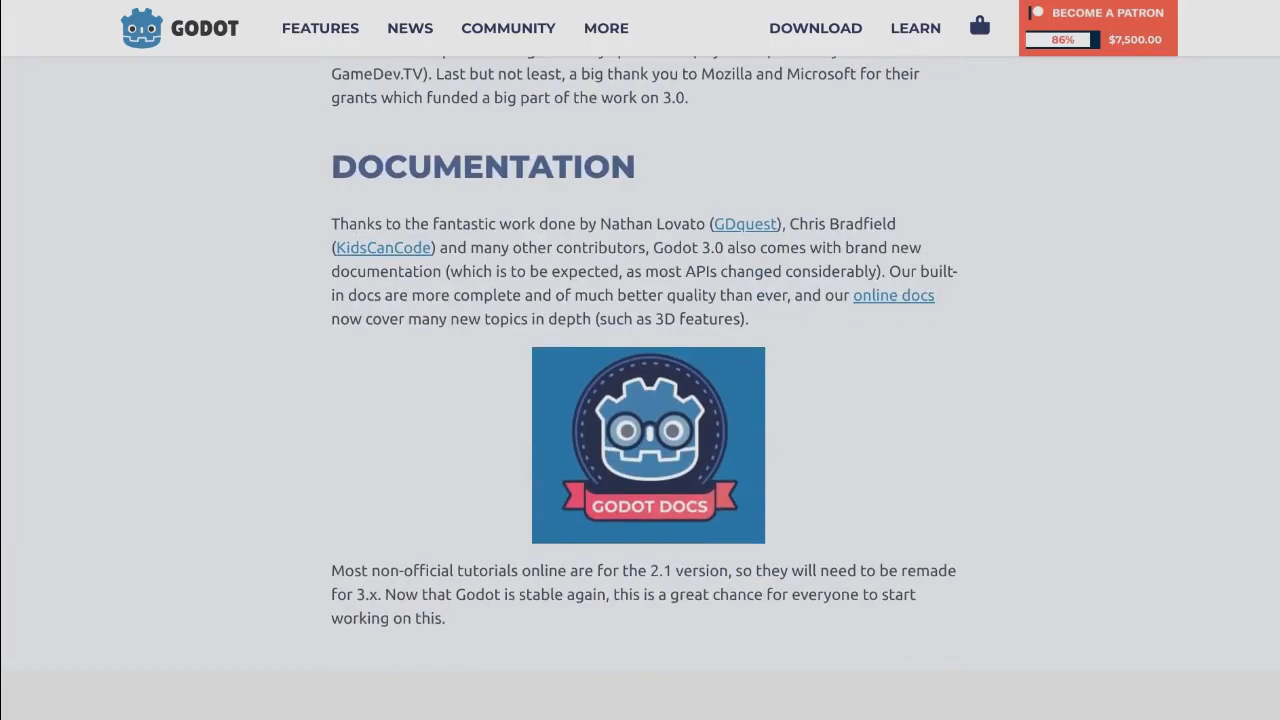 GODOT FEATURES NEWS COMMUNITY MORE DOWNLOAD LEARN BECOME A PATRON
86% $7,500.00
GameDev.TV). Last but not least, a big thank you to Mozilla and Microsoft for their
grants which funded a big part of the work on 3.0.
DOCUMENTATION
Thanks to the fantastic work done by Nathan Lovato (GDquest), Chris Bradfield
(KidsCanCode) and many other contributors, Godot 3.0 also comes with brand new
documentation (which is to be expected, as most APIs changed considerably). Our built-
in docs are more complete and of much better quality than ever, and our online docs
now cover many new topics in depth (such as 3D features).
GODOT DOCS
Most non-official tutorials online are for the 2.1 version, so they will need to be remade
for 3.x. Now that Godot is stable again, this is a great chance for everyone to start
working on this.